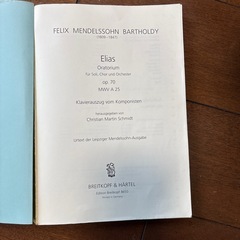 FELIX MENDELSSOHN BARTHOLDY
(1809–1847)
Elias
Oratorium
für Soli, Chor und Orchester
op. 70
MWV A 25
Klavierauszug vom Komponisten
herausgegeben von
Christian Martin Schmidt
Urtext der Leipziger Mendelssohn-Ausgabe
BREITKOPF & HÄRTEL